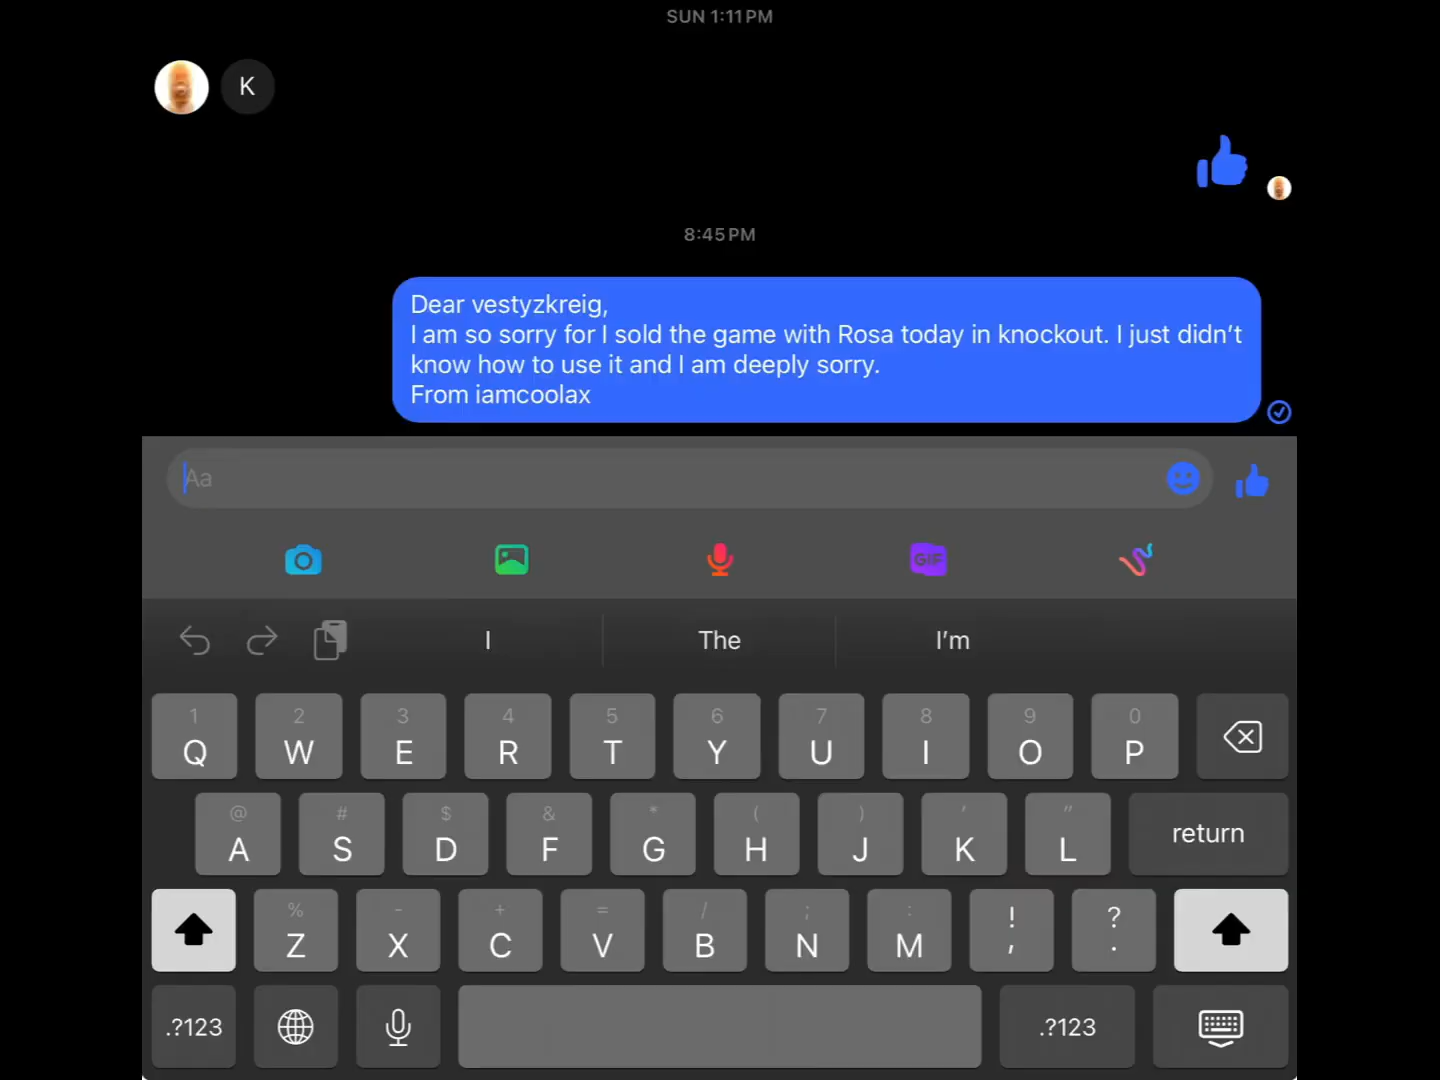 SUN 1:11 PM
K
8:45 PM
Dear vestyzkreig,
I am so sorry for I sold the game with Rosa today in knockout. I just didn’t
know how to use it and I am deeply sorry.
From iamcoolax
Aa
GIF
I The I’m
1 2 3 4 5 6 7 8 9 0
Q W E R T Y U I O P
@ # $ & * ( ) ' "
A S D F G H J K L return
% - + = / ; : ! ?
Z X C V B N M , .
.?123 .?123